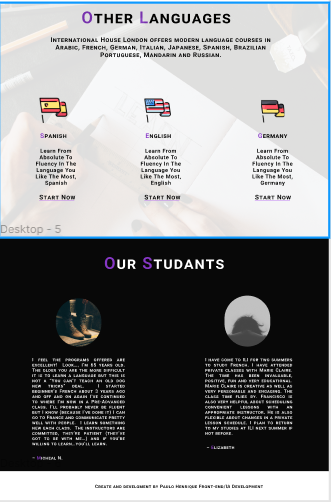 Other Languages
International House London offers modern language courses in
Arabic, French, German, Italian, Japanese, Spanish, Brazilian
Portuguese, Mandarin and Russian.
Spanish
Learn From
Absolute To
Fluency In The
Language You
Like The Most,
Spanish
Start Now
English
Learn From
Absolute To
Fluency In The
Language You
Like The Most,
English
Start Now
Germany
Learn From
Absolute To
Fluency In The
Language You
Like The Most,
Germany
Start Now
Desktop - 5
Our Studants
I feel the programs offered are
excellent! Look... I'm 65 years old.
The older you are the more difficult
it is to learn a language but this is
not a "you can't teach an old dog
new tricks" deal. I started
beginner's French about 3 years ago
and off and on again I've continued
to where I'm now in a Pre-Advanced
class. I'll probably never be fluent
but I know (because I've done it) I can
go to France and communicate pretty
well with people. I learn something
new each class. The instructors are
committed, they're patient (they've
got to be with me...) and if you're
willing to learn, you'll learn.
- Micheal N.
I have gone to ILI for two summers
to study French. I have attended
private classes with Marie Claire.
The time has been invaluable,
positive, fun and very educational.
Marie Claire is creative as well as
very personable and engaging. The
class time flies by. Francisco is
also very helpful about scheduling
convenient lessons with an
appropriate instructor. He is also
flexible about changes in a private
lesson schedule. I plan to return
to my studies at ILI next summer if
not before.
- Elizabeth
Create and develoment by Paulo Henrique Front-end/UI Development